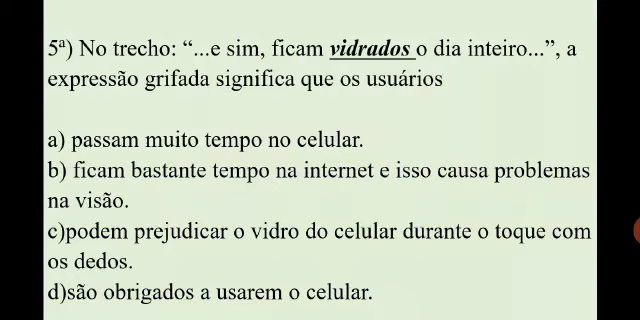 5ª) No trecho: “...e sim, ficam vidrados o dia inteiro...”, a
expressão grifada significa que os usuários
a) passam muito tempo no celular.
b) ficam bastante tempo na internet e isso causa problemas
na visão.
c)podem prejudicar o vidro do celular durante o toque com
os dedos.
d)são obrigados a usarem o celular.